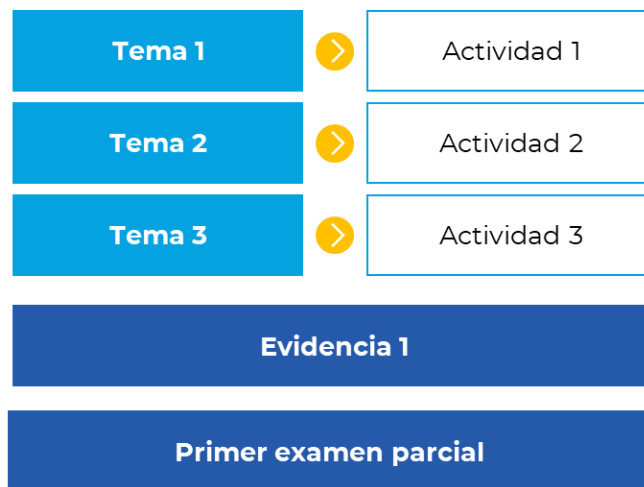 Tema 1
Actividad 1
Tema 2
Actividad 2
Tema 3
Actividad 3
Evidencia 1
Primer examen parcial